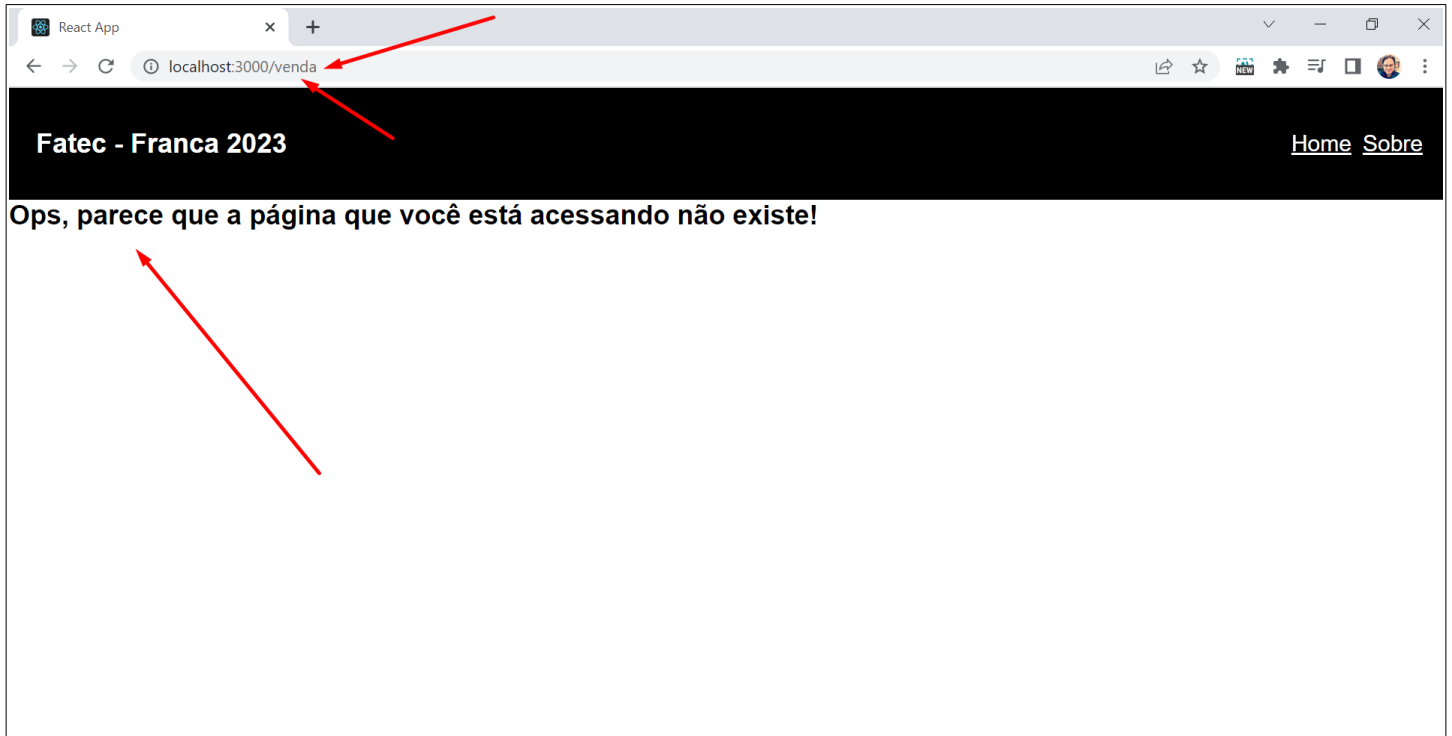 React App
localhost:3000/venda
NEW
Fatec - Franca 2023
Home Sobre
Ops, parece que a página que você está acessando não existe!